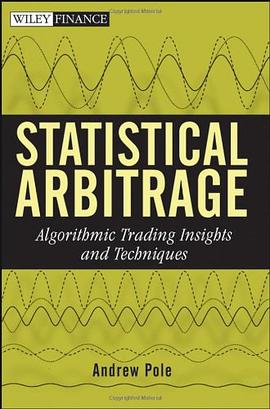 WILEY FINANCE
STATISTICAL
ARBITRAGE
Algorithmic Trading Insights
and Techniques
Andrew Pole